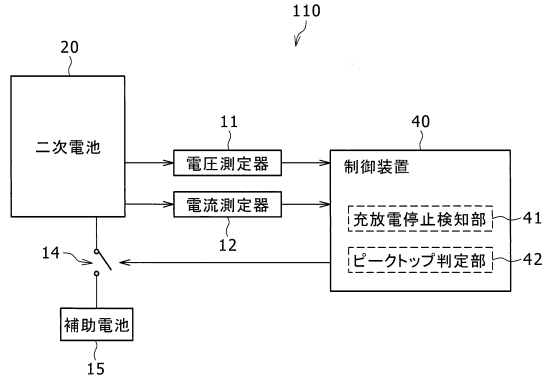 110
20
二次電池
11
電圧測定器
電流測定器
12
40
制御装置
充放電停止検知部
41
ピークトップ判定部
42
14
補助電池
15